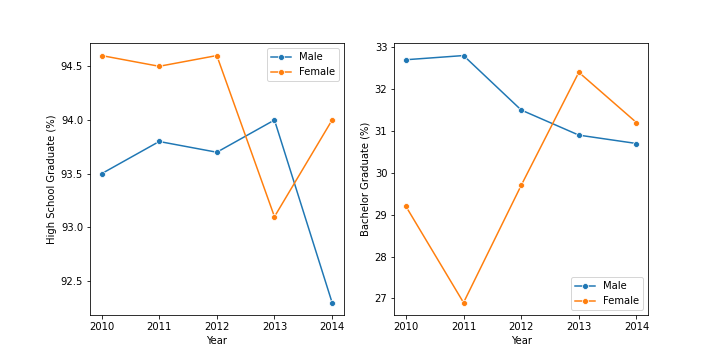 High School Graduate (%)
94.5
94.0
93.5
93.0
92.5
2010 2011 2012 2013 2014
Year
Male
Female
Bachelor Graduate (%)
33
32
31
30
29
28
27
2010 2011 2012 2013 2014
Year
Male
Female